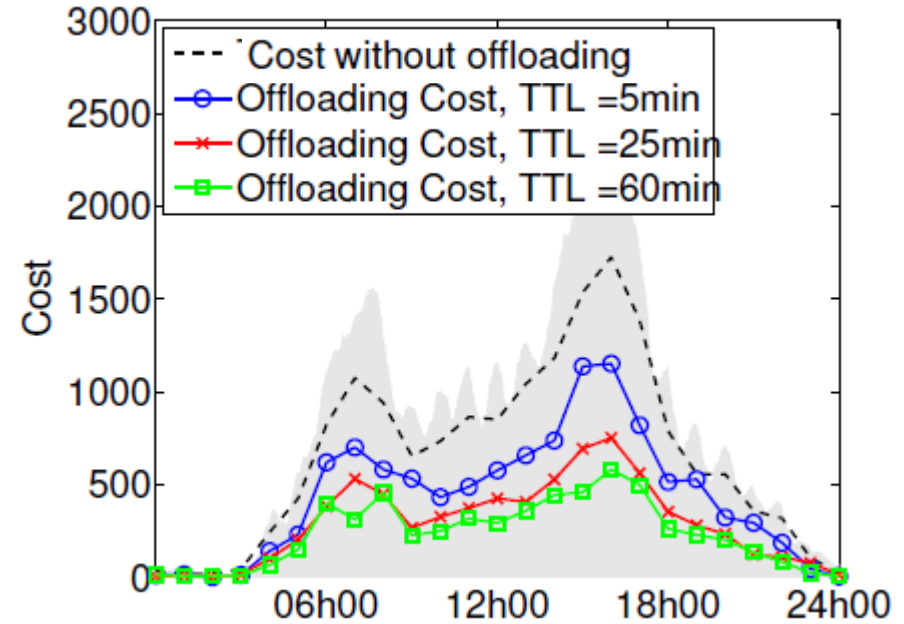 3000
2500
2000
1500
1000
500
0
Cost
Cost without offloading
Offloading Cost, TTL =5min
Offloading Cost, TTL =25min
Offloading Cost, TTL =60min
06h00 12h00 18h00 24h00